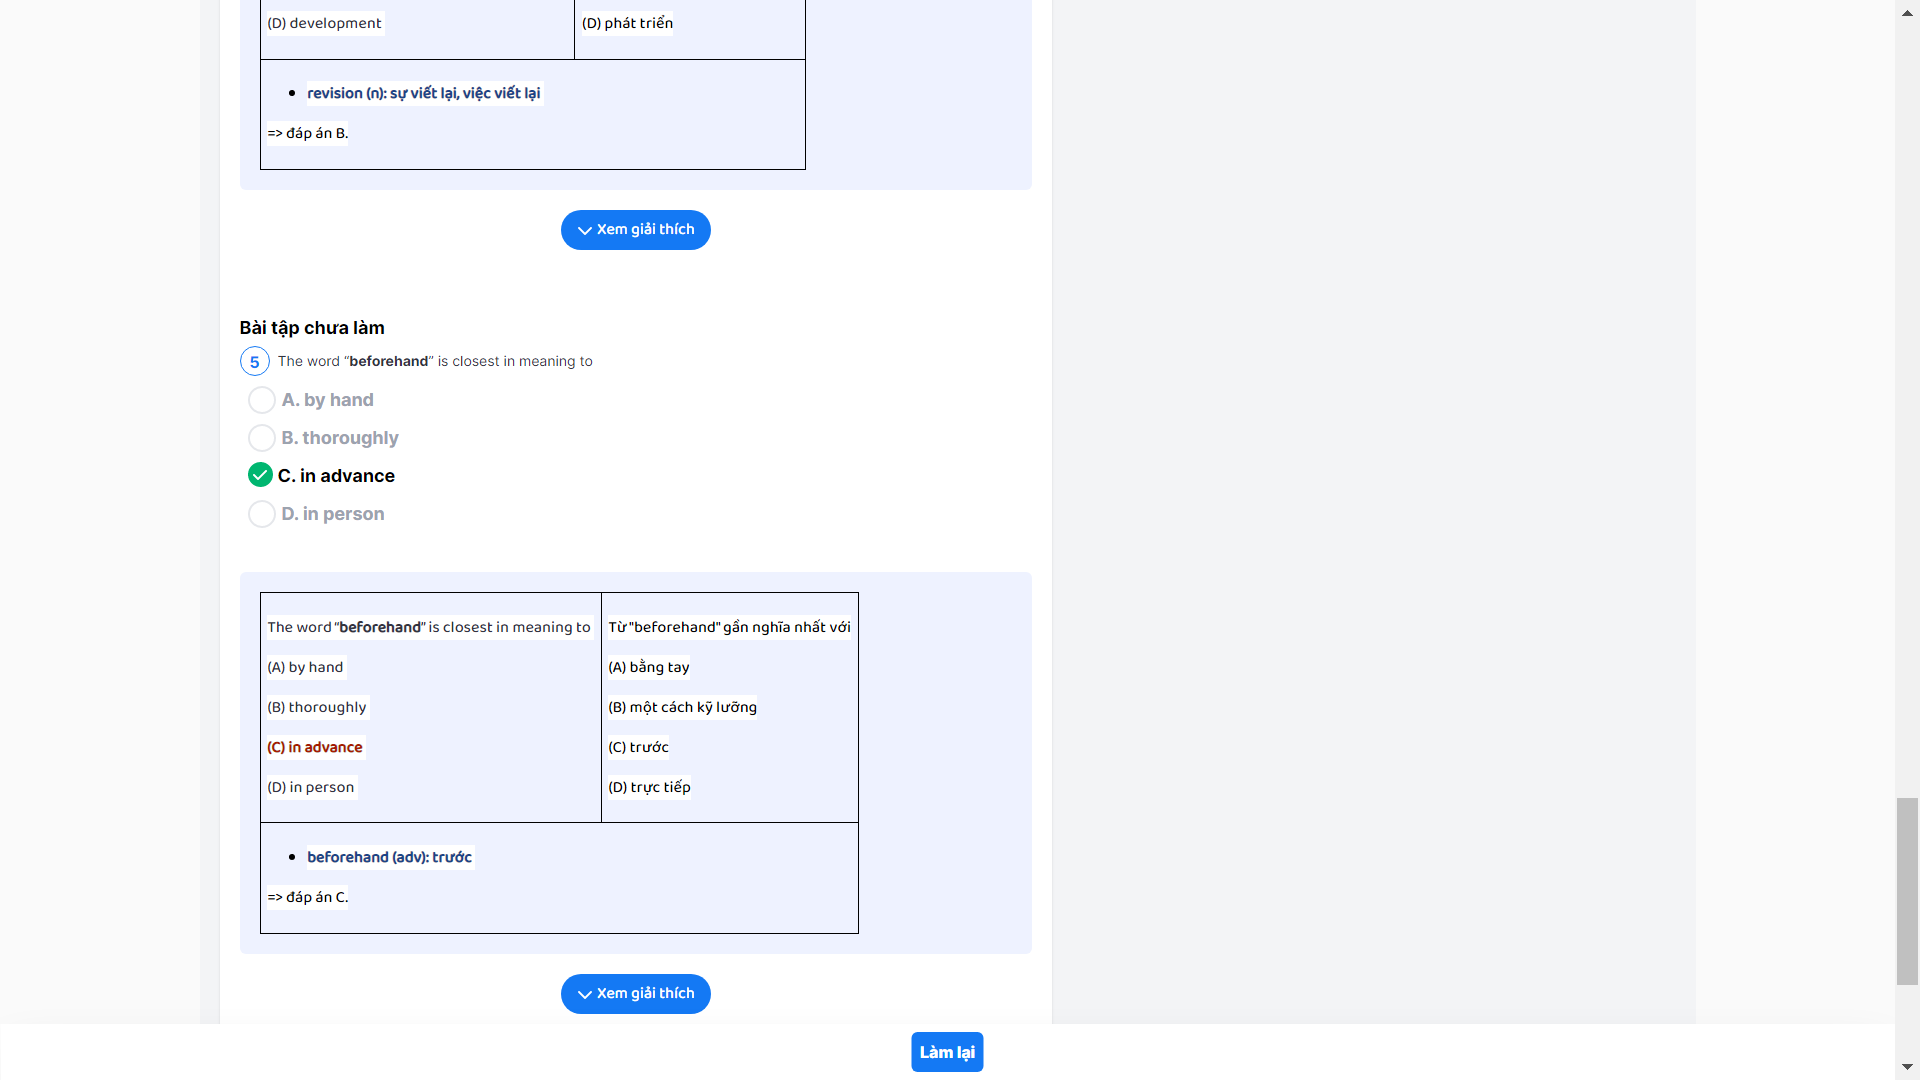 (D) development
(D) phát triển
revision (n): sự viết lại, việc viết lại
=> đáp án B.
Xem giải thích
Bài tập chưa làm
5 The word “beforehand” is closest in meaning to
A. by hand
B. thoroughly
C. in advance
D. in person
The word “beforehand” is closest in meaning to
(A) by hand
(B) thoroughly
(C) in advance
(D) in person
Từ "beforehand" gần nghĩa nhất với
(A) bằng tay
(B) một cách kỹ lưỡng
(C) trước
(D) trực tiếp
beforehand (adv): trước
=> đáp án C.
Xem giải thích
Làm lại